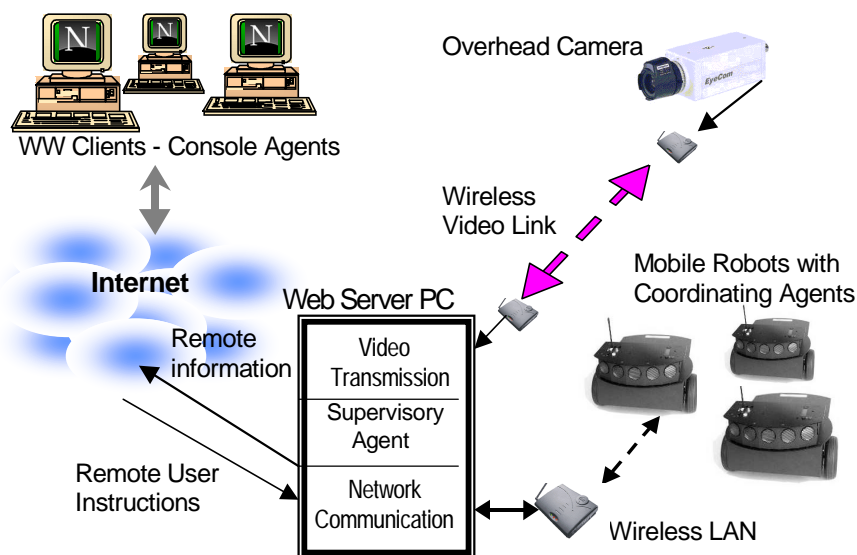 N
N
N
WW Clients - Console Agents
Overhead Camera
EyeCom
Wireless
Video Link
Internet
Mobile Robots with
Coordinating Agents
Web Server PC
Remote
information
Video
Transmission
Supervisory
Agent
Remote User
Instructions
Network
Communication
Wireless LAN